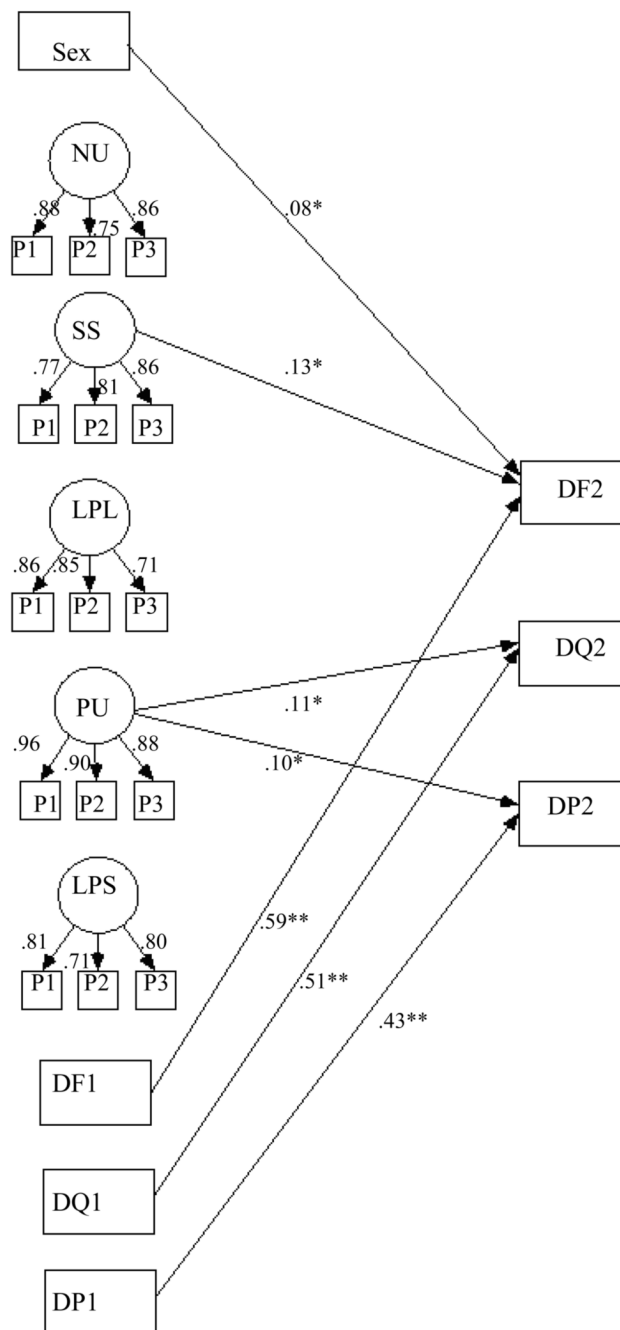 Sex
.08*
NU
.88
.75
.86
P1
P2
P3
SS
.13*
.77
81
.86
P1
P2
P3
DF2
LPL
.86
.85
.71
P1
P2
P3
DQ2
PU
.11*
.96
.90
.88
.10*
P1
P2
P3
DP2
LPS
.81
.71
.80
.59**
P1
P2
P3
.51**
.43**
DF1
DQ1
DP1